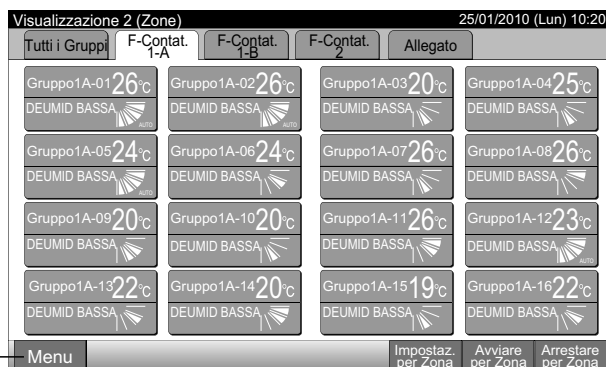 Visualizzazione 2 (Zone) 25/01/2010 (Lun) 10:20
Tutti i Gruppi F-Contat. 1-A F-Contat. 1-B F-Contat. 2 Allegato
Gruppo1A-01 26°C Gruppo1A-02 26°C Gruppo1A-03 20°C Gruppo1A-04 25°C
DEUMID BASSA AUTO DEUMID BASSA AUTO DEUMID BASSA DEUMID BASSA
Gruppo1A-05 24°C Gruppo1A-06 24°C Gruppo1A-07 26°C Gruppo1A-08 26°C
DEUMID BASSA AUTO DEUMID BASSA DEUMID BASSA DEUMID BASSA
Gruppo1A-09 20°C Gruppo1A-10 20°C Gruppo1A-11 26°C Gruppo1A-12 23°C
DEUMID BASSA DEUMID BASSA DEUMID BASSA DEUMID BASSA AUTO
Gruppo1A-13 22°C Gruppo1A-14 20°C Gruppo1A-15 19°C Gruppo1A-16 22°C
DEUMID BASSA DEUMID BASSA DEUMID BASSA DEUMID BASSA
Menu Impostaz. per Zona Avviare per Zona Arrestare per Zona